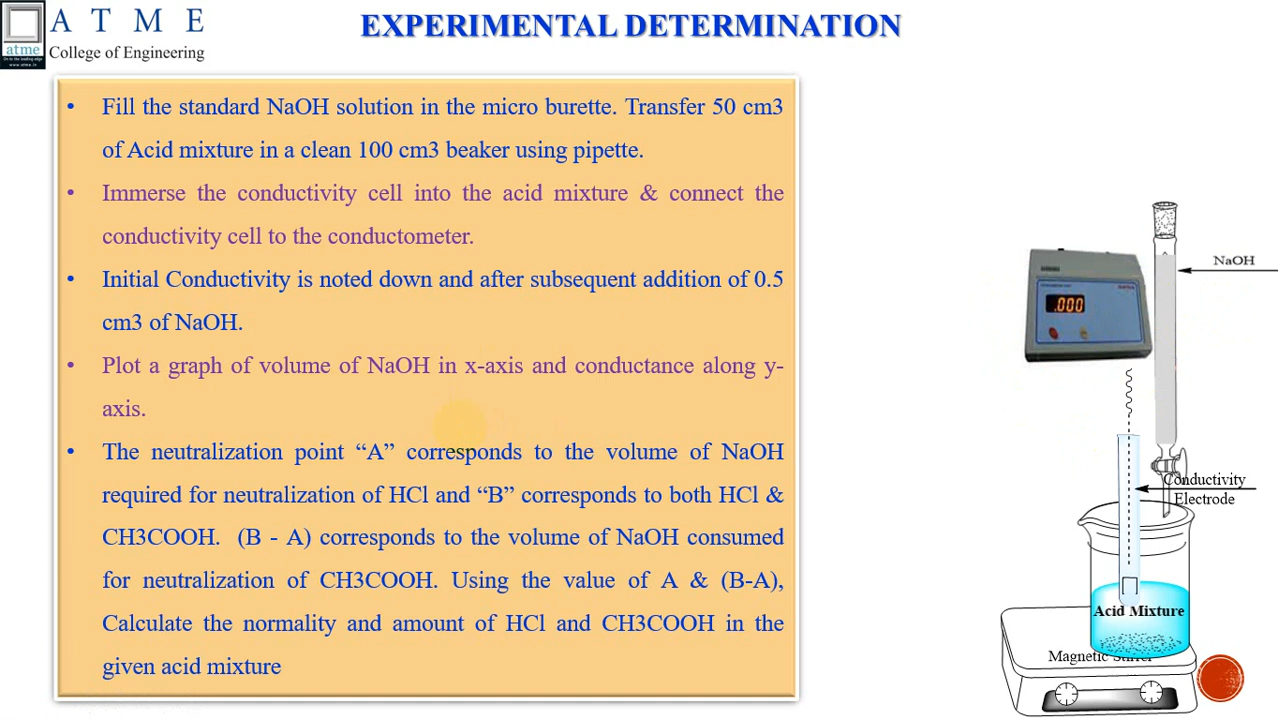 A T M E
College of Engineering
atme
EXPERIMENTAL DETERMINATION
• Fill the standard NaOH solution in the micro burette. Transfer 50 cm3
of Acid mixture in a clean 100 cm3 beaker using pipette.
• Immerse the conductivity cell into the acid mixture & connect the
conductivity cell to the conductometer.
• Initial Conductivity is noted down and after subsequent addition of 0.5
cm3 of NaOH.
• Plot a graph of volume of NaOH in x-axis and conductance along y-
axis.
• The neutralization point “A” corresponds to the volume of NaOH
required for neutralization of HCl and “B” corresponds to both HCl &
CH3COOH.  (B - A) corresponds to the volume of NaOH consumed
for neutralization of CH3COOH. Using the value of A & (B-A),
Calculate the normality and amount of HCl and CH3COOH in the
given acid mixture
NaOH
.000
Conductivity
Electrode
Acid Mixture
Magnetic Stirrer